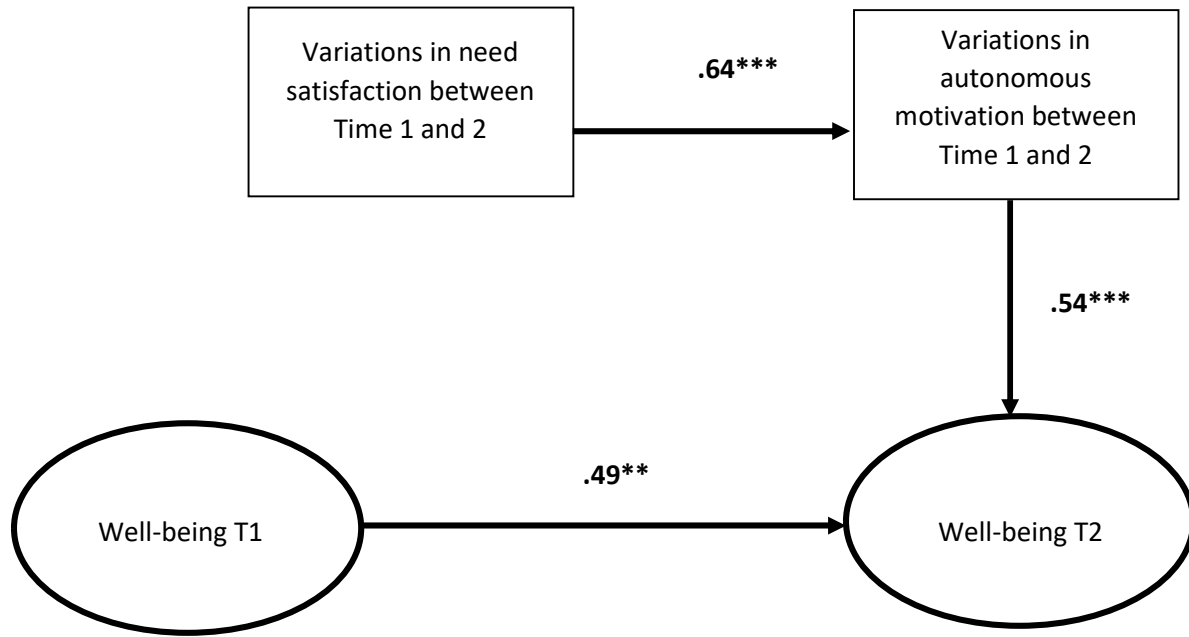 Variations in need
satisfaction between
Time 1 and 2
.64***
Variations in
autonomous
motivation between
Time 1 and 2
.54***
.49**
Well-being T1
Well-being T2